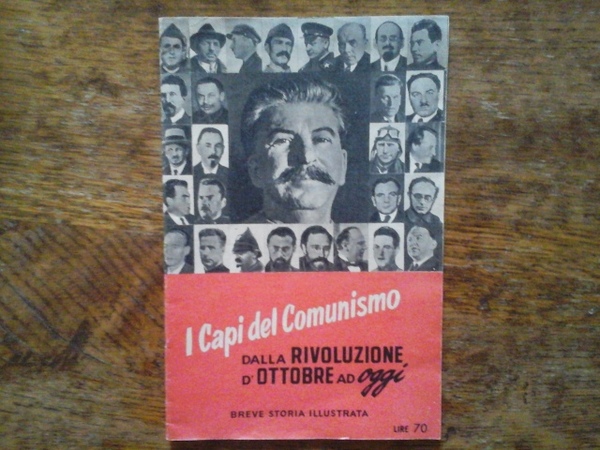 I Capi del Comunismo
DALLA RIVOLUZIONE
D'OTTOBRE AD oggi
BREVE STORIA ILLUSTRATA
LIRE 70